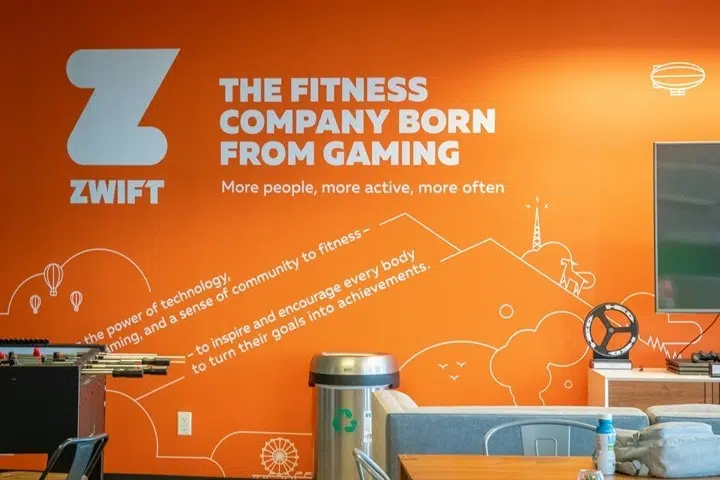 ZWIFT
THE FITNESS
COMPANY BORN
FROM GAMING
More people, more active, more often
the power of technology,
and a sense of community to fitness–
– to inspire and encourage every body
to turn their goals into achievements.